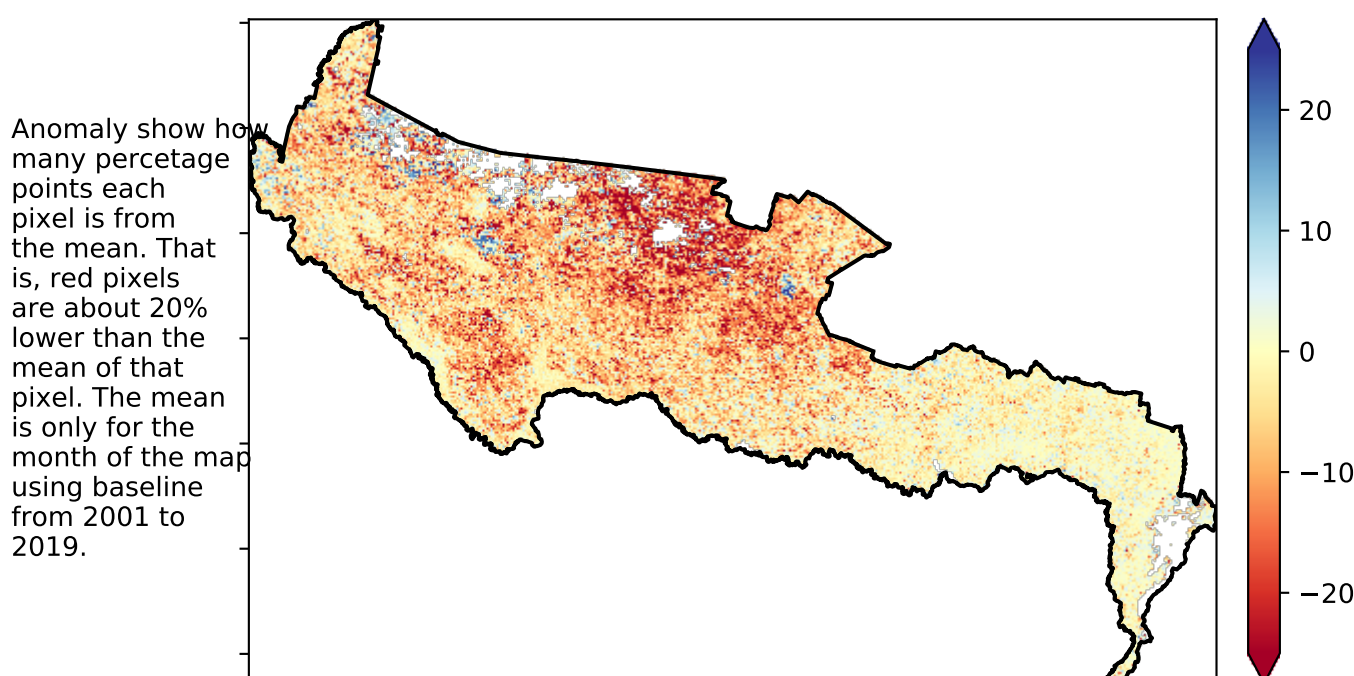 Anomaly show how
many percetage
points each
pixel is from
the mean. That
is, red pixels
are about 20%
lower than the
mean of that
pixel. The mean
is only for the
month of the map
using baseline
from 2001 to
2019.
20
10
0
−10
−20